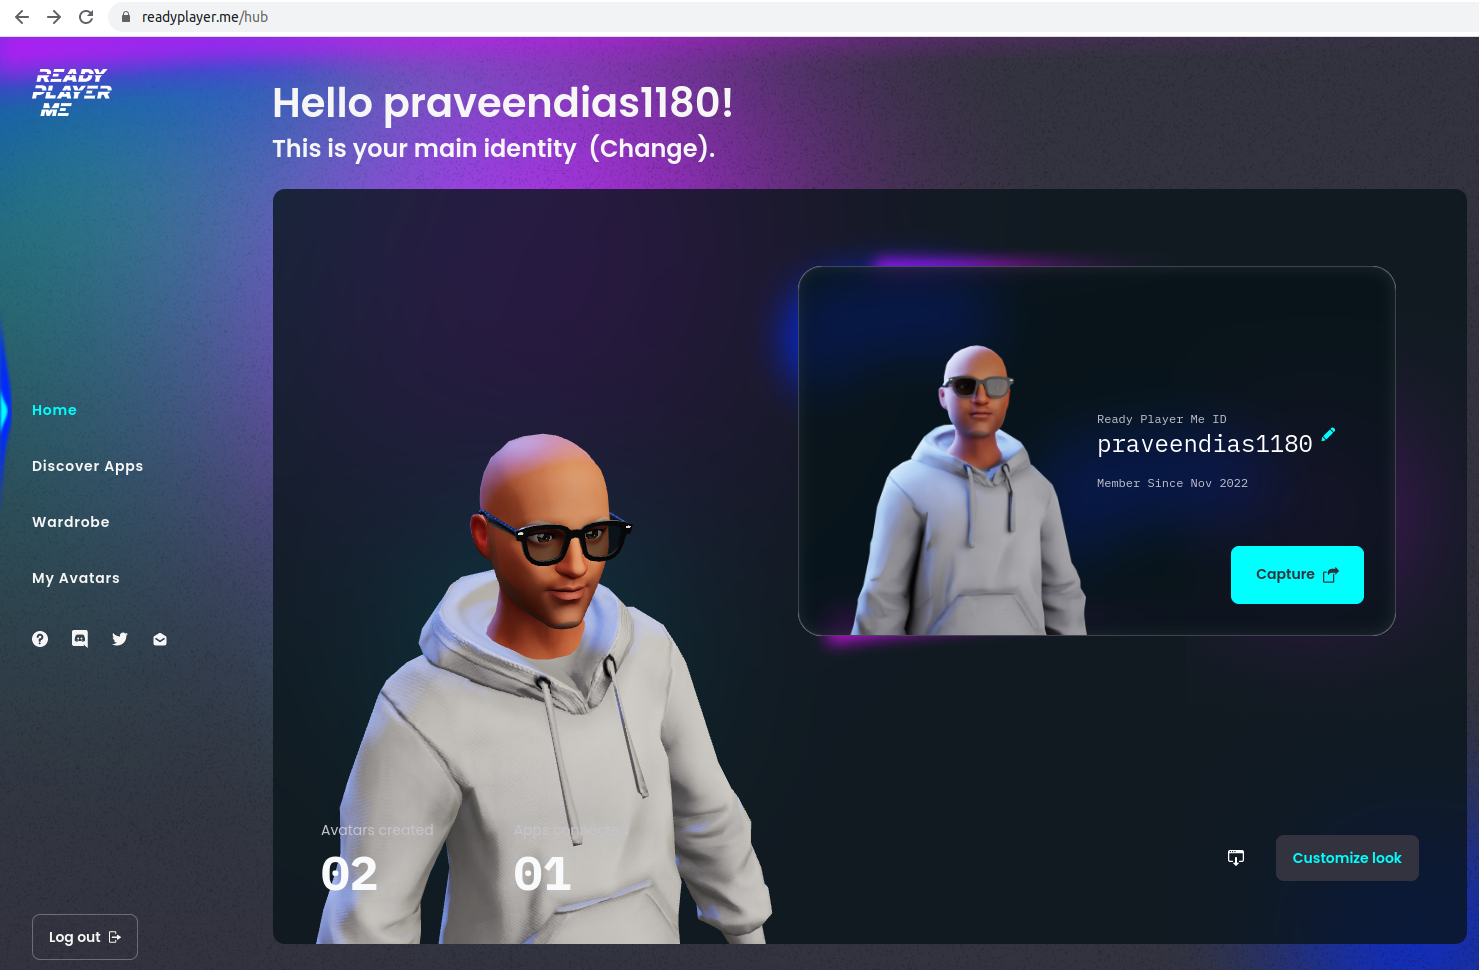 readyplayer.me/hub
READY
PLAYER
ME
Hello praveendias1180!
This is your main identity (Change).
Home
Discover Apps
Wardrobe
My Avatars
Log out
Ready Player Me ID
praveendias1180
Member Since Nov 2022
Capture
Avatars created
02
Apps connected
01
Customize look